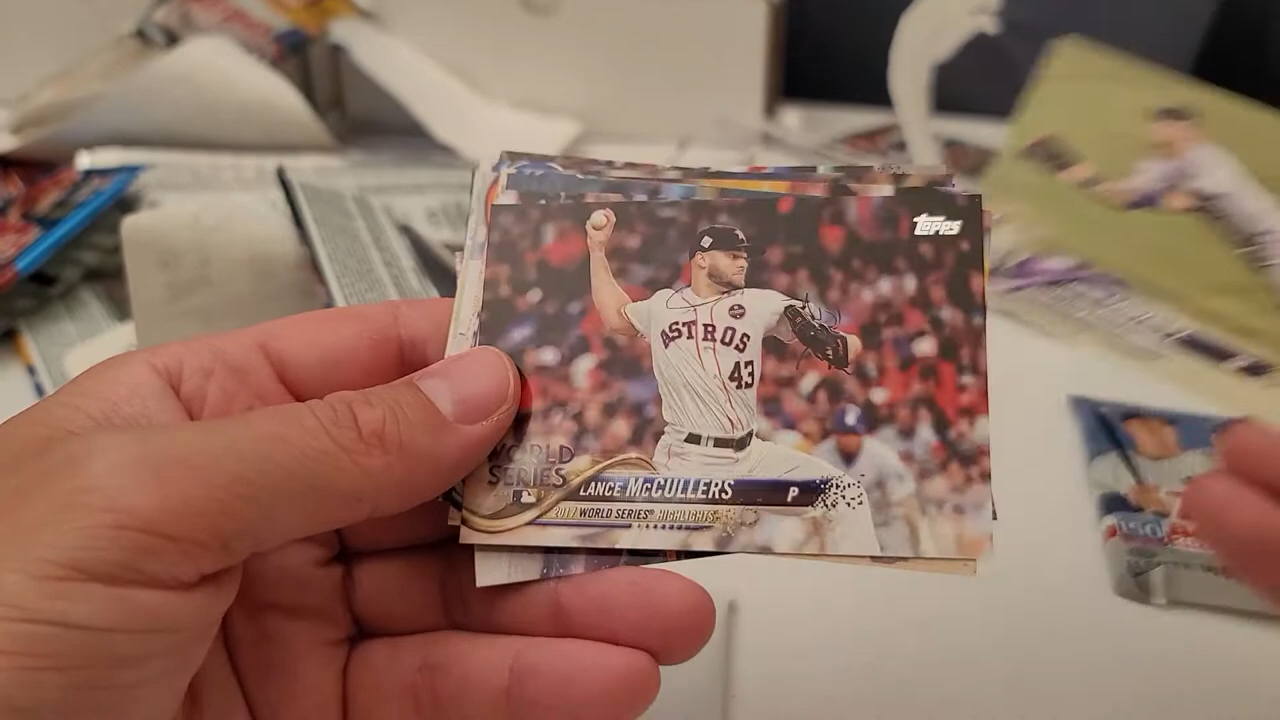 topps
ASTROS
43
WORLD
SERIES
LANCE McCULLERS
P
2017 WORLD SERIES® HIGHLIGHTS